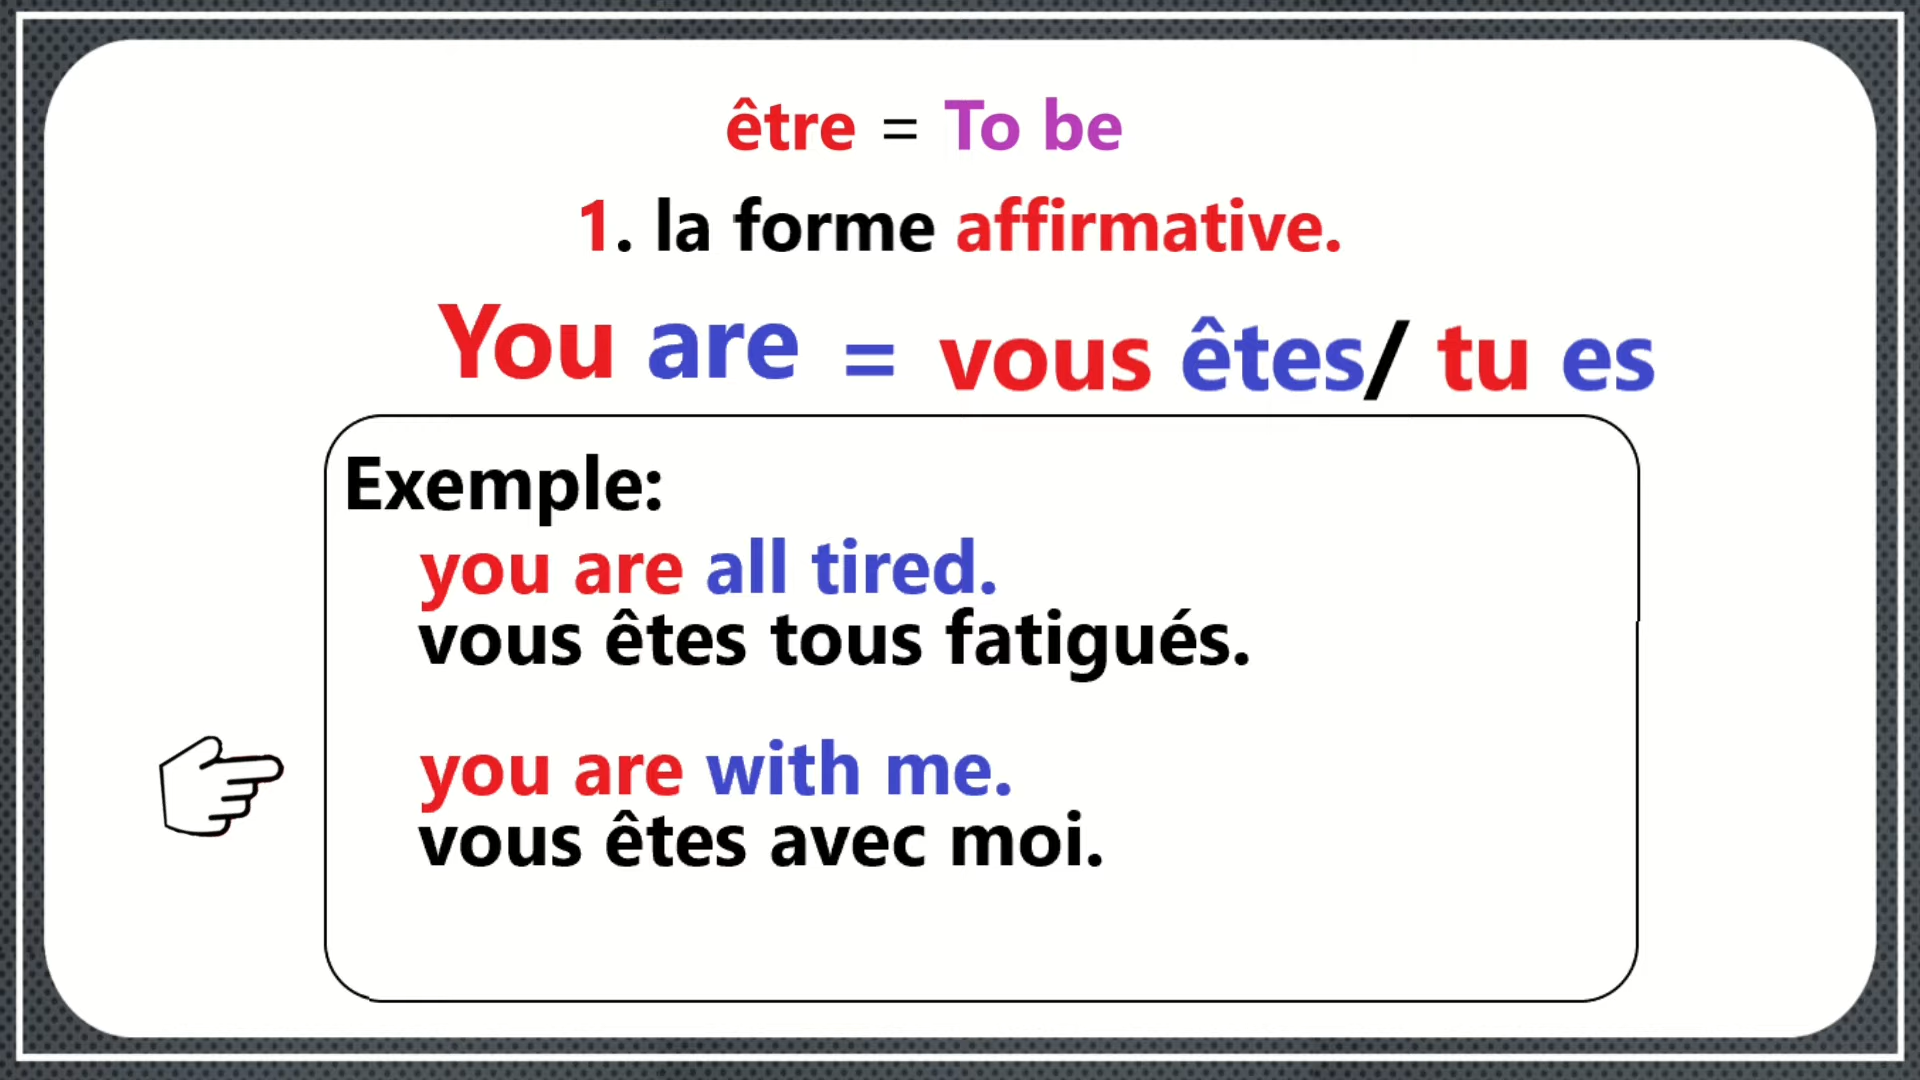 être = To be
1. la forme affirmative.
You are = vous êtes/ tu es
Exemple:
you are all tired.
vous êtes tous fatigués.
you are with me.
vous êtes avec moi.